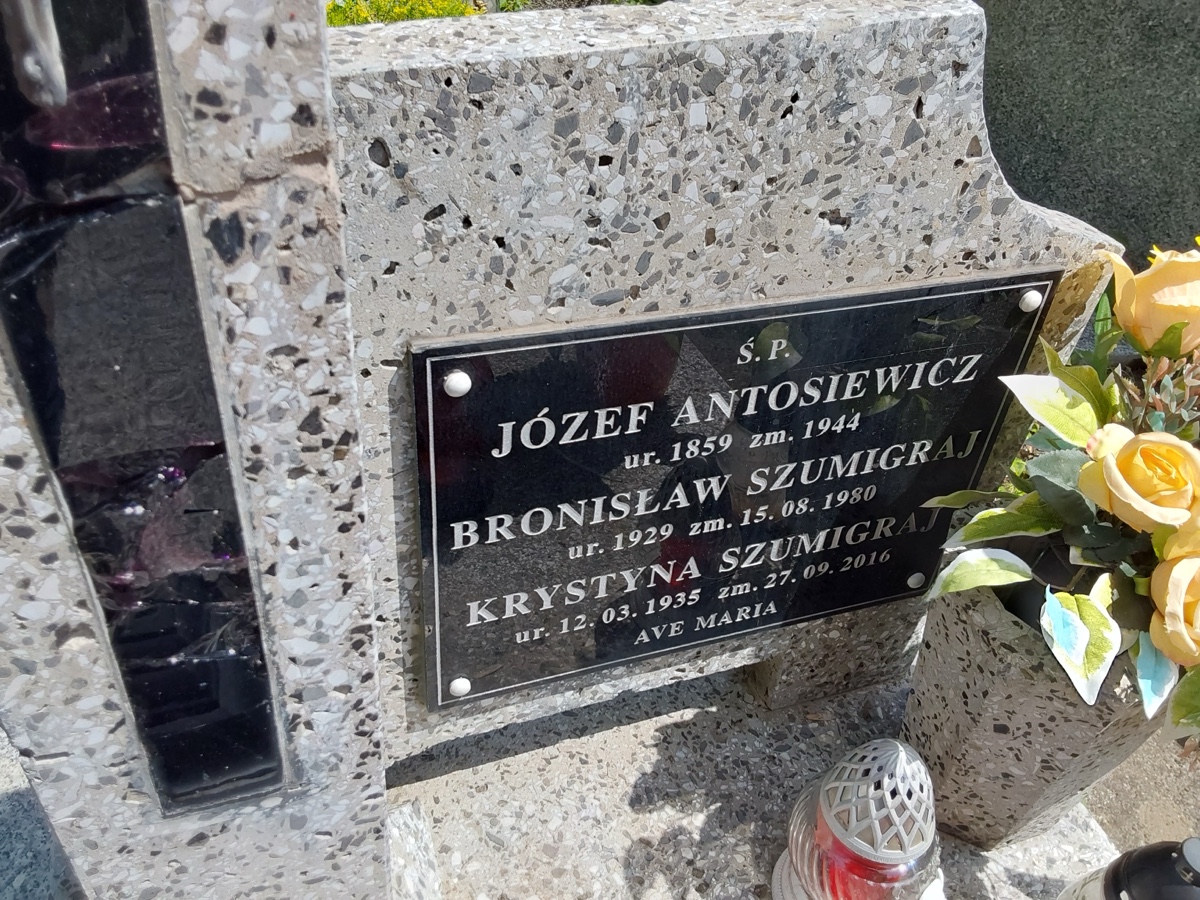 Ś. P.
JÓZEF ANTOSIEWICZ
ur. 1859 zm. 1944
BRONISŁAW SZUMIGRAJ
ur. 1929 zm. 15. 08. 1980
KRYSTYNA SZUMIGRAJ
ur. 12. 03. 1935 zm. 27. 09. 2016
AVE MARIA